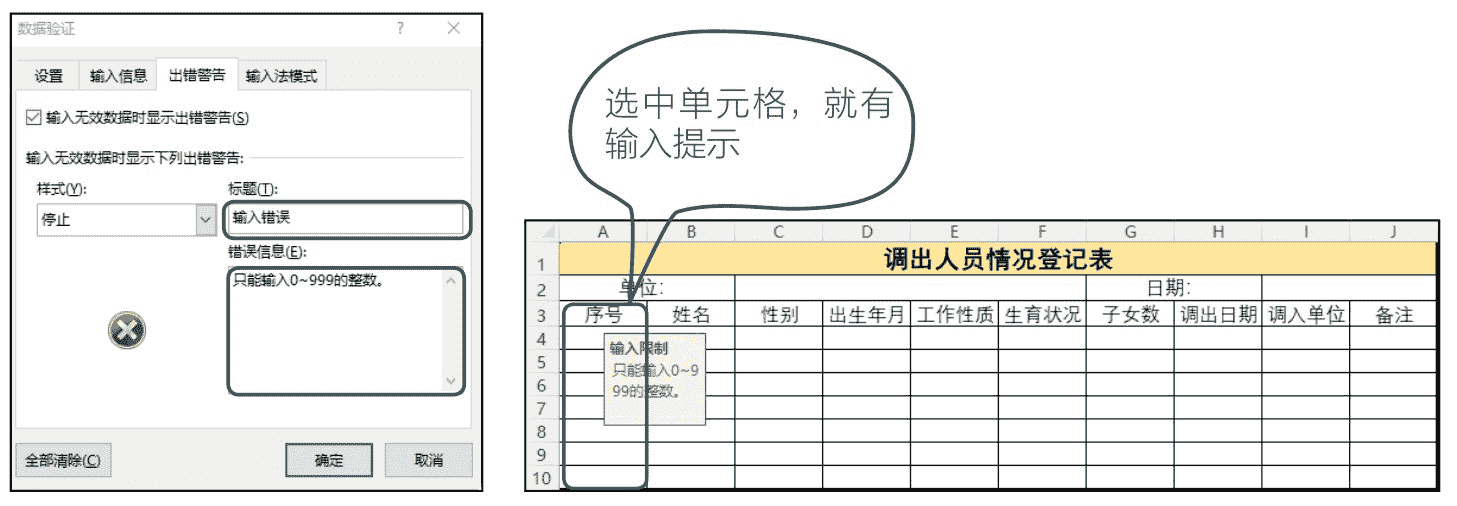 数据验证 ?
设置 输入信息 出错警告 输入法模式
输入无效数据时显示出错警告(S)
输入无效数据时显示下列出错警告:
样式(Y): 标题(T):
停止 输入错误
错误信息(E):
只能输入0~999的整数。
全部清除(C) 确定 取消
选中单元格，就有
输入提示
A B C D E F G H I J
1 调出人员情况登记表
2 单位: 日期:
3 序号 姓名 性别 出生年月 工作性质 生育状况 子女数 调出日期 调入单位 备注
4
输入限制
5
只能输入0~9
6
99的整数。
7
8
9
10